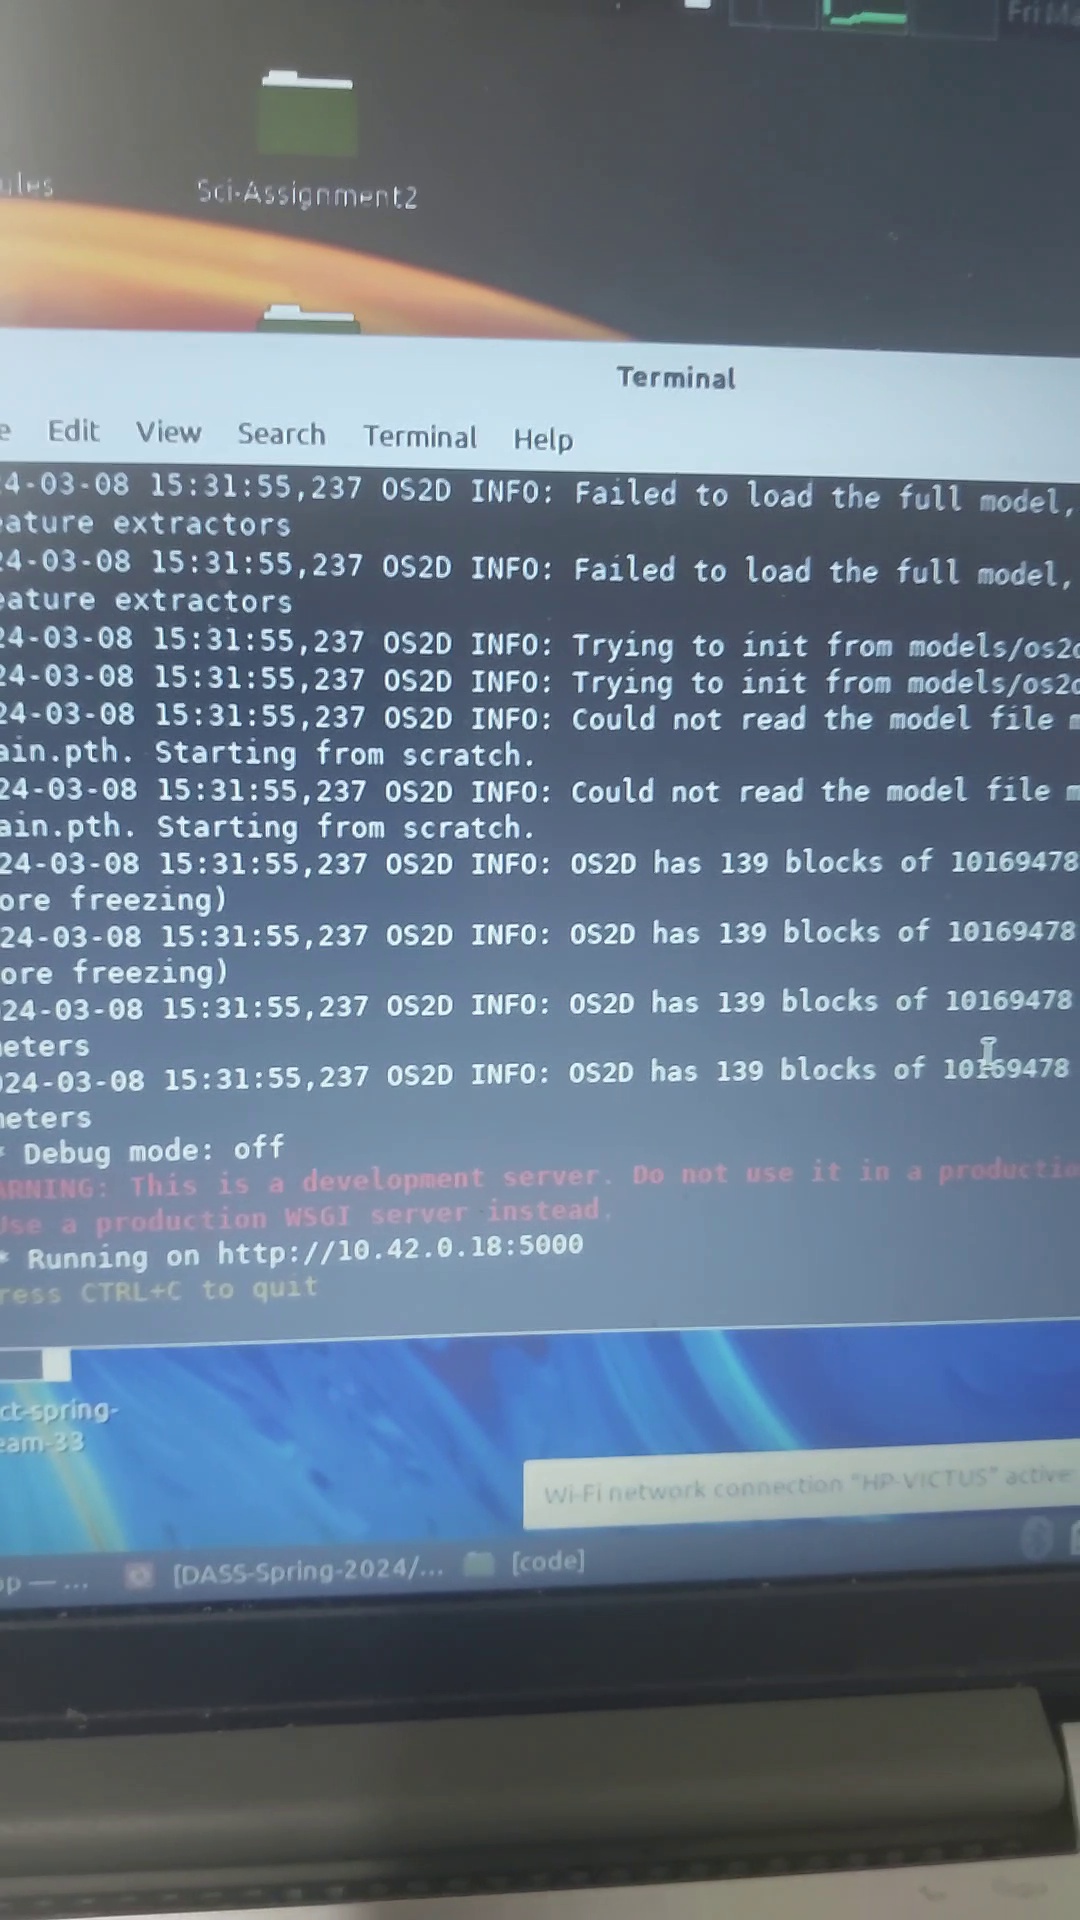 Fri Ma
ules
Sci-Assignment2
Terminal
e Edit View Search Terminal Help
24-03-08 15:31:55,237 OS2D INFO: Failed to load the full model,
eature extractors
24-03-08 15:31:55,237 OS2D INFO: Failed to load the full model,
eature extractors
24-03-08 15:31:55,237 OS2D INFO: Trying to init from models/os2d
24-03-08 15:31:55,237 OS2D INFO: Trying to init from models/os2d
24-03-08 15:31:55,237 OS2D INFO: Could not read the model file m
ain.pth. Starting from scratch.
24-03-08 15:31:55,237 OS2D INFO: Could not read the model file m
ain.pth. Starting from scratch.
24-03-08 15:31:55,237 OS2D INFO: OS2D has 139 blocks of 10169478
ore freezing)
24-03-08 15:31:55,237 OS2D INFO: OS2D has 139 blocks of 10169478
ore freezing)
24-03-08 15:31:55,237 OS2D INFO: OS2D has 139 blocks of 10169478
meters
024-03-08 15:31:55,237 OS2D INFO: OS2D has 139 blocks of 10169478
meters
* Debug mode: off
ARNING: This is a development server. Do not use it in a productio
Use a production WSGI server instead.
* Running on http://10.42.0.18:5000
ress CTRL+C to quit
ct-spring-
eam-33
Wi-Fi network connection "HP-VICTUS" active
op — ... [DASS-Spring-2024/... [code]